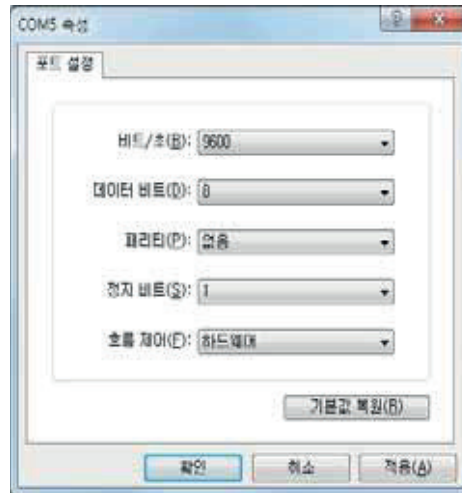 COM5 속성
포트 설정
비트/초(B): 9600
데이터 비트(D): 8
패리티(P): 없음
정지 비트(S): 1
흐름 제어(F): 하드웨어
기본값 복원(R)
확인 취소 적용(A)